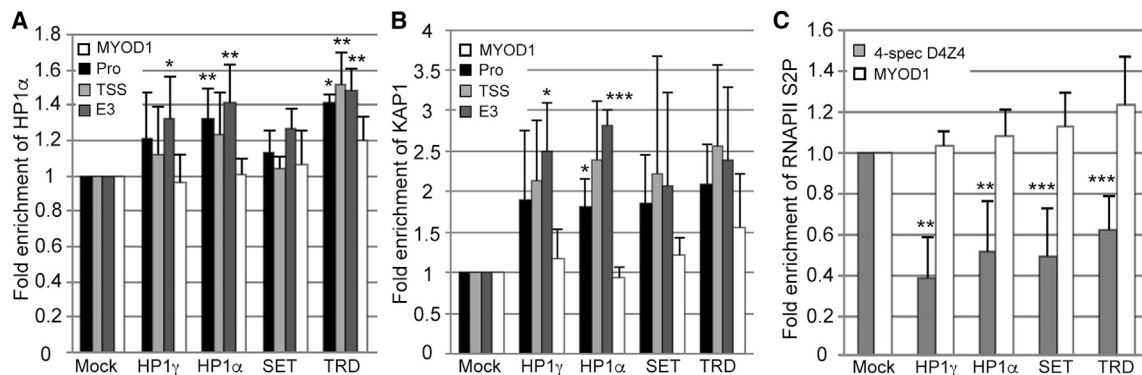 A
Fold enrichment of HP1α
1.8
1.6
1.4
1.2
1
0.8
0.6
0.4
0.2
0
MYOD1
Pro
TSS
E3
*
**
**
*
**
**
Mock
HP1γ
HP1α
SET
TRD
B
Fold enrichment of KAP1
4
3.5
3
2.5
2
1.5
1
0.5
0
MYOD1
Pro
TSS
E3
*
*
***
Mock
HP1γ
HP1α
SET
TRD
C
Fold enrichment of RNAPII S2P
1.6
1.4
1.2
1.0
0.8
0.6
0.4
0.2
0
4-spec D4Z4
MYOD1
**
**
***
***
Mock
HP1γ
HP1α
SET
TRD